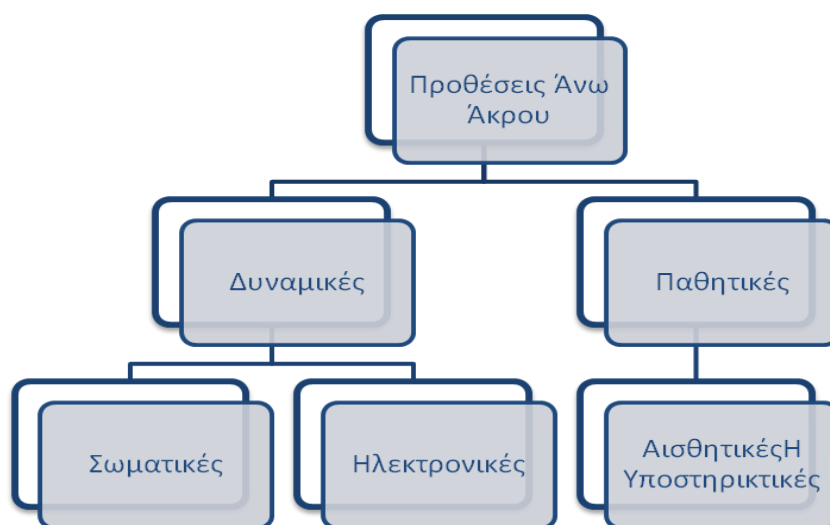 Προθέσεις Άνω
Άκρου
Δυναμικές
Παθητικές
Σωματικές
Ηλεκτρονικές
ΑισθητικέςΗ
Υποστηρικτικές